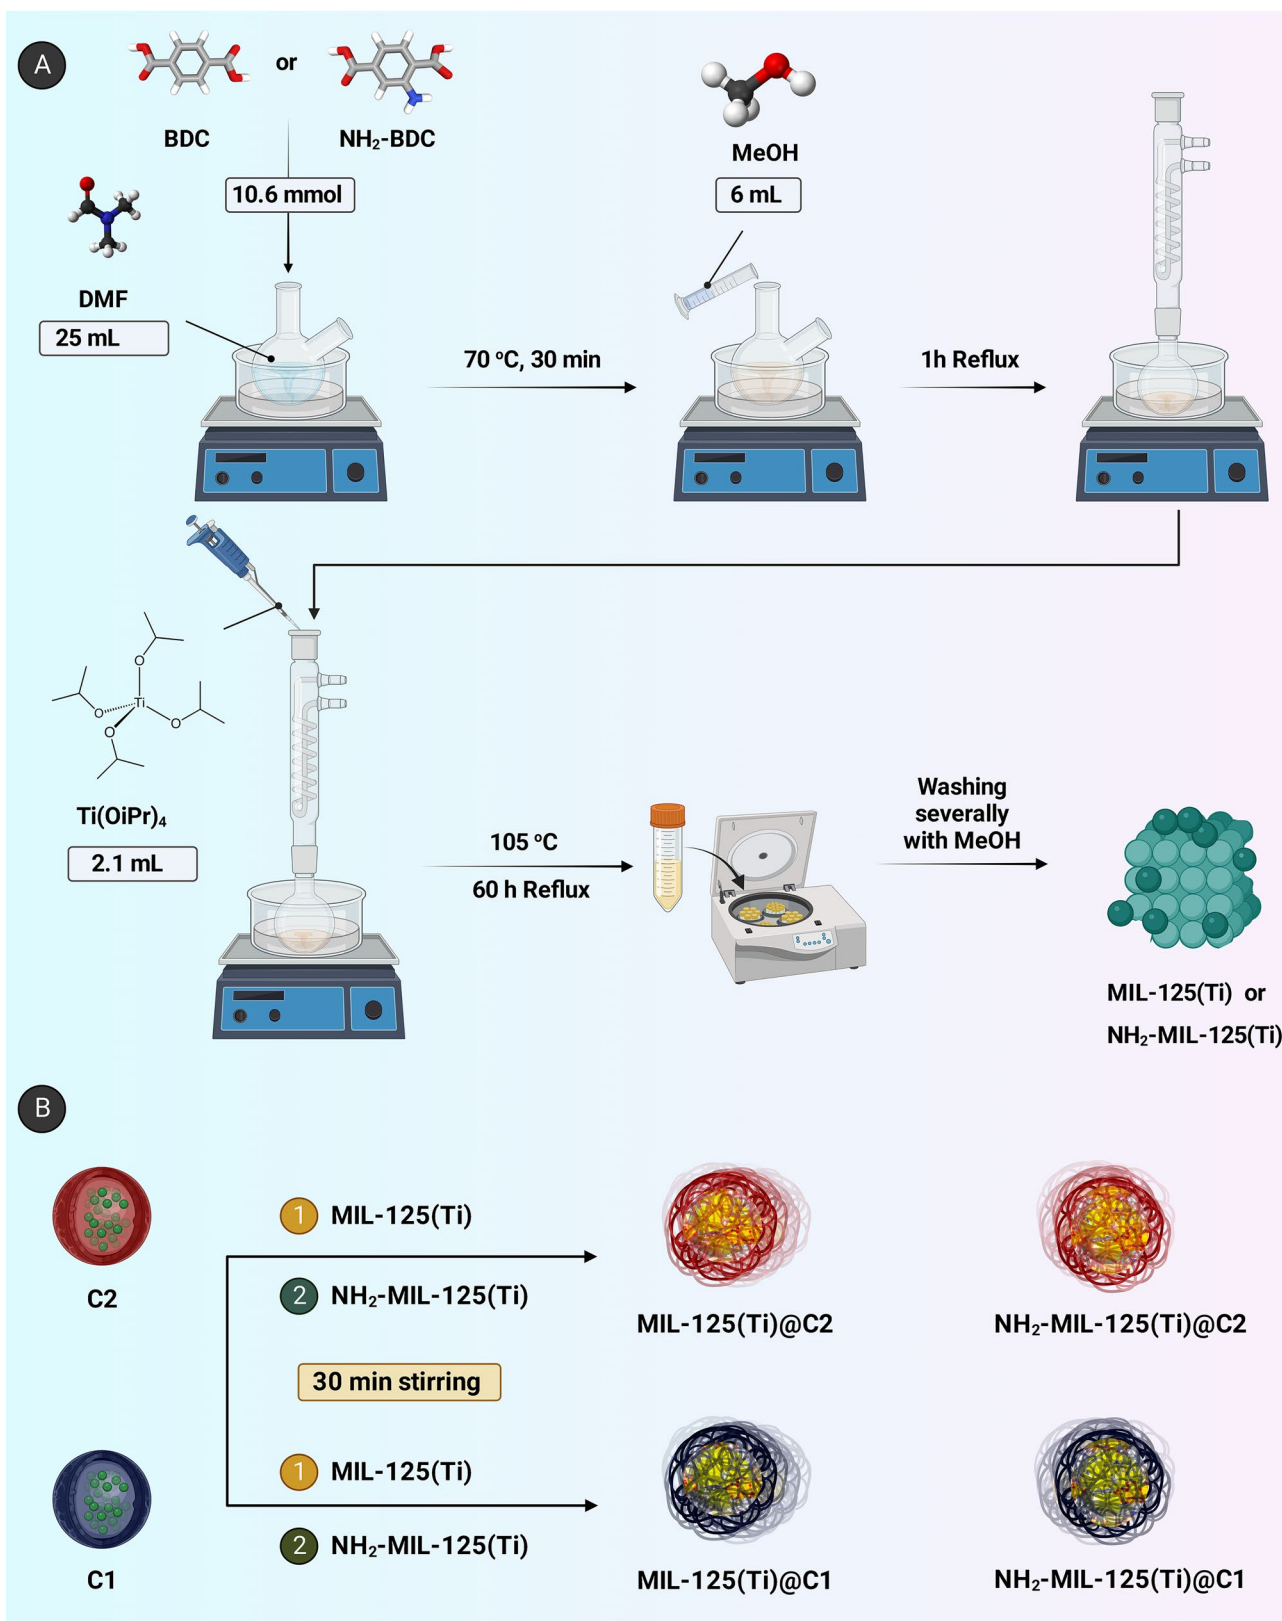 A
or
BDC
NH₂-BDC
10.6 mmol
DMF
25 mL
70 ºC, 30 min
MeOH
6 mL
1h Reflux
O
O
Ti
O
O
Ti(OiPr)₄
2.1 mL
105 ºC
60 h Reflux
Washing
severally
with MeOH
MIL-125(Ti) or
NH₂-MIL-125(Ti)
B
C2
1 MIL-125(Ti)
2 NH₂-MIL-125(Ti)
MIL-125(Ti)@C2
NH₂-MIL-125(Ti)@C2
30 min stirring
C1
1 MIL-125(Ti)
2 NH₂-MIL-125(Ti)
MIL-125(Ti)@C1
NH₂-MIL-125(Ti)@C1